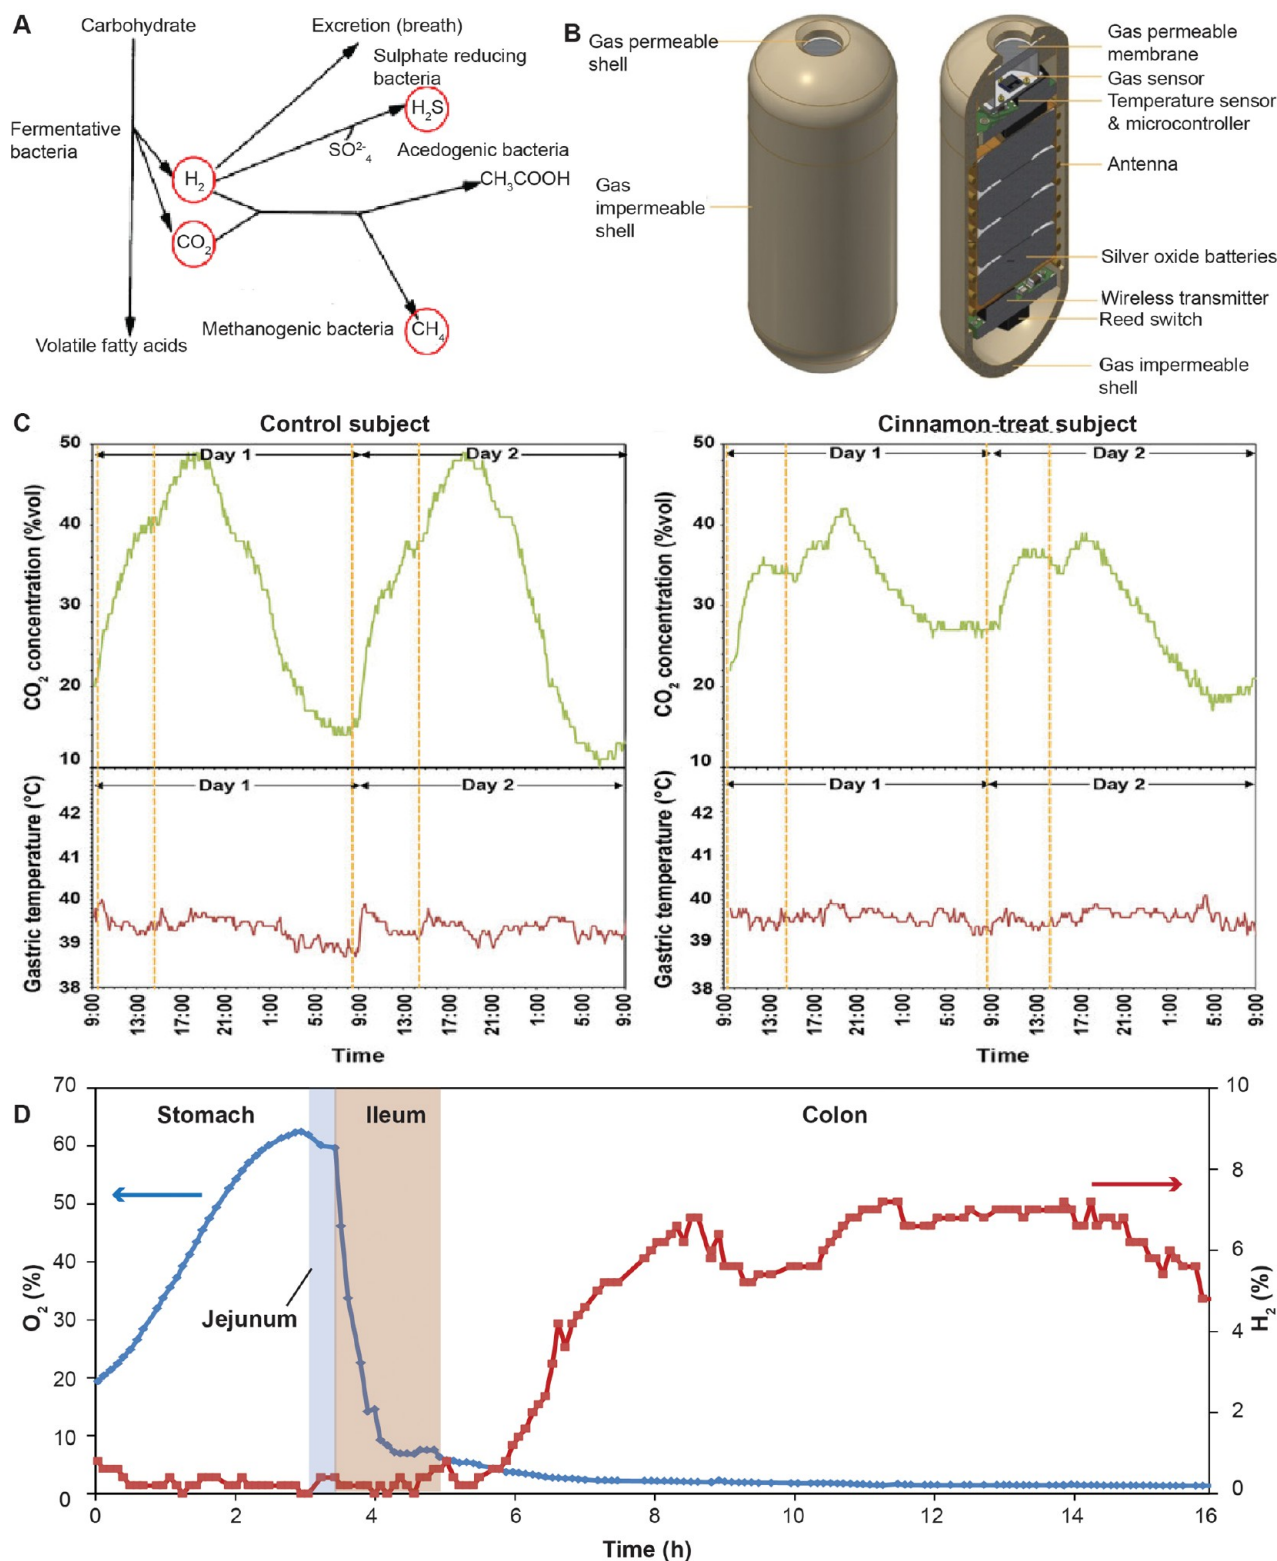 A
Carbohydrate
Excretion (breath)
Sulphate reducing
bacteria
H2S
SO2-4
Fermentative
bacteria
Acedogenic bacteria
CH3COOH
H2
CO2
Methanogenic bacteria
CH4
Volatile fatty acids
B
Gas permeable
shell
Gas
impermeable
shell
Gas permeable
membrane
Gas sensor
Temperature sensor
& microcontroller
Antenna
Silver oxide batteries
Wireless transmitter
Reed switch
Gas impermeable
shell
C
Control subject
Day 1
Day 2
CO2 concentration (%vol)
50
40
30
20
10
Day 1
Day 2
Gastric temperature (°C)
42
41
40
39
38
9:00 13:00 17:00 21:00 1:00 5:00 9:00 13:00 17:00 21:00 1:00 5:00 9:00
Time
Cinnamon-treat subject
Day 1
Day 2
CO2 concentration (%vol)
50
40
30
20
10
Day 1
Day 2
Gastric temperature (°C)
42
41
40
39
38
9:00 13:00 17:00 21:00 1:00 5:00 9:00 13:00 17:00 21:00 1:00 5:00 9:00
Time
D
Stomach
Jejunum
Ileum
Colon
O2 (%)
70
60
50
40
30
20
10
0
H2 (%)
10
8
6
4
2
0
0 2 4 6 8 10 12 14 16
Time (h)